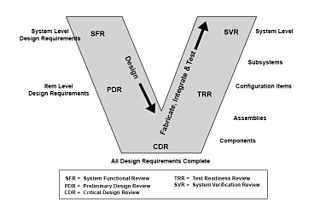 System Level
Design Requirements
SFR
SVR
System Level
Design
Fabricate, Integrate & Test
Subsystems
Item Level
Design Requirements
PDR
TRR
Configuration Items
Assemblies
Components
CDR
All Design Requirements Complete
SFR = System Functional Review
PDR = Preliminary Design Review
CDR = Critical Design Review
TRR = Test Readiness Review
SVR = System Verification Review